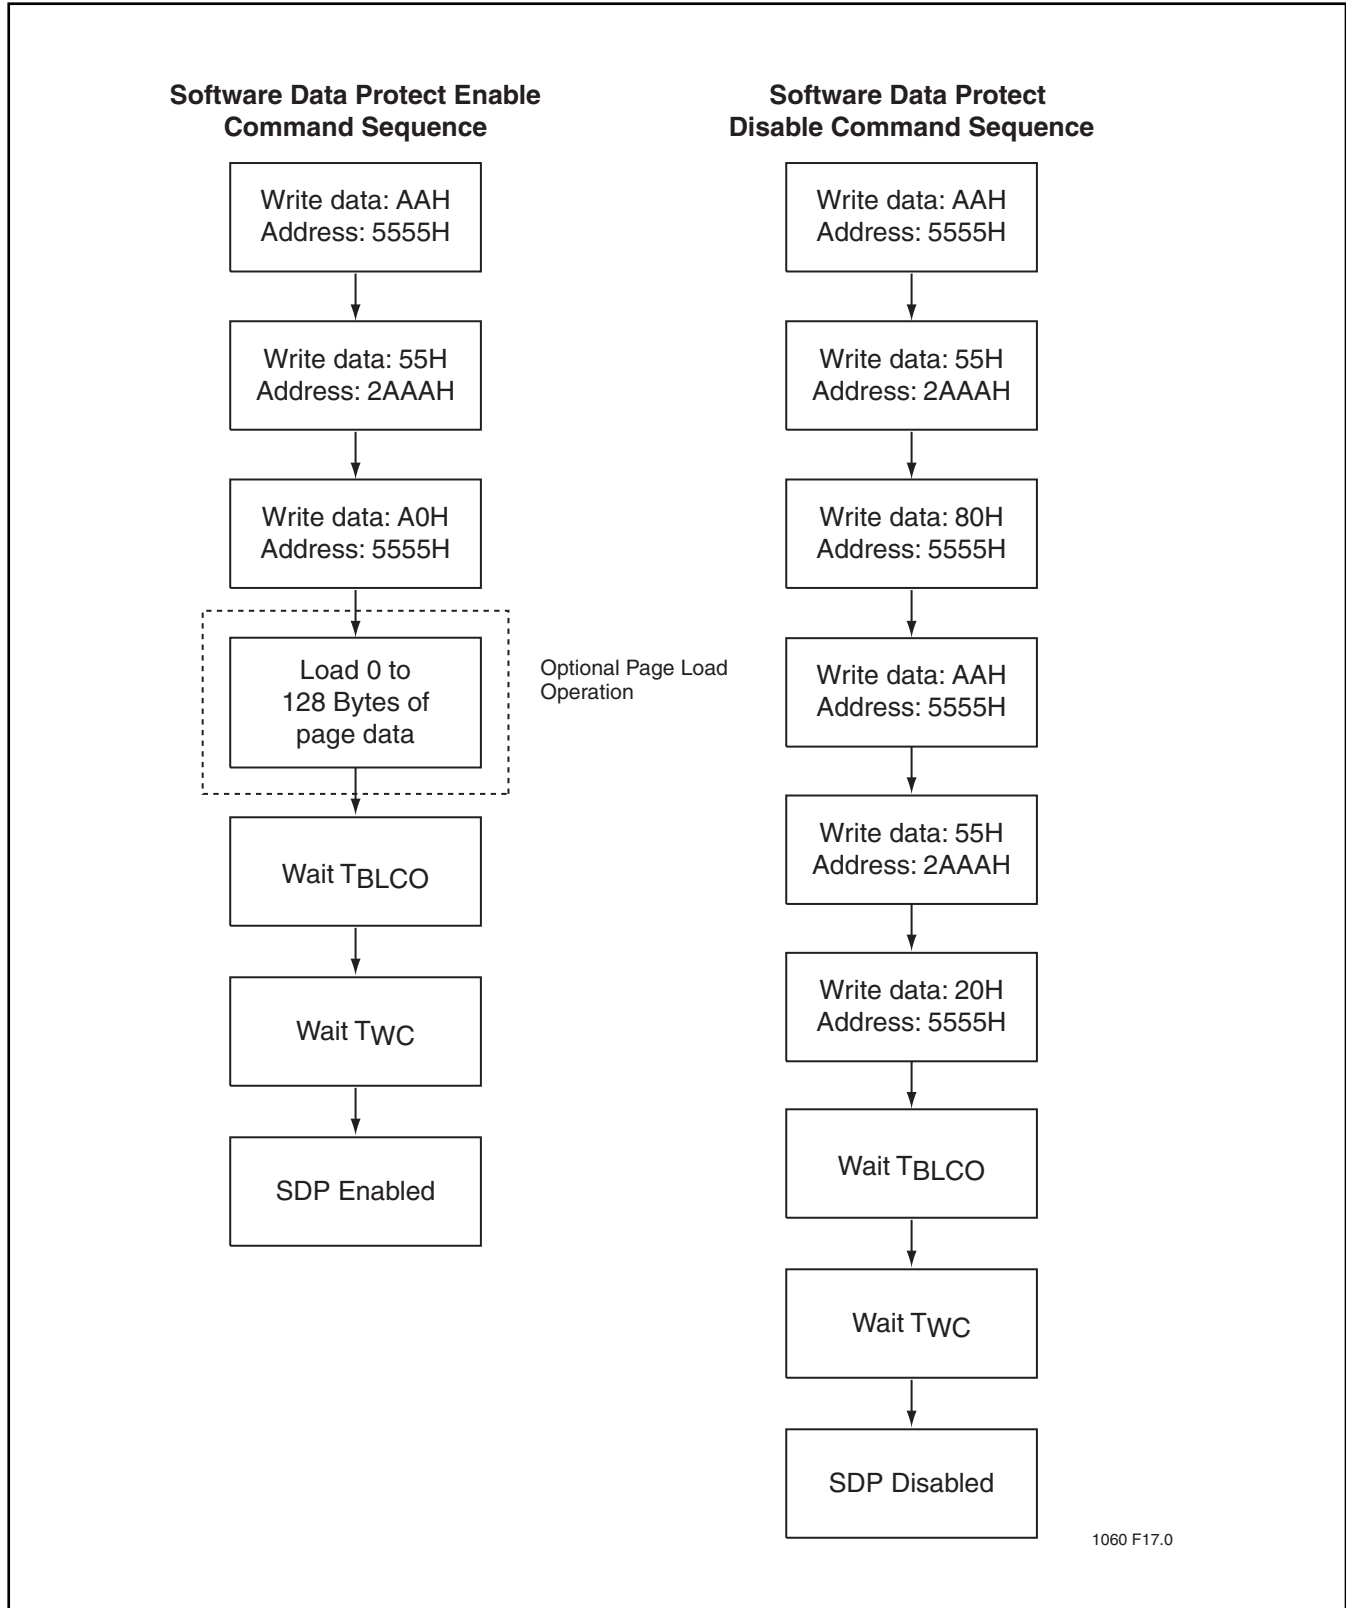 Software Data Protect Enable
Command Sequence
Write data: AAH
Address: 5555H
Write data: 55H
Address: 2AAAH
Write data: A0H
Address: 5555H
Load 0 to
128 Bytes of
page data
Optional Page Load
Operation
Wait TBLCO
Wait TWC
SDP Enabled
Software Data Protect
Disable Command Sequence
Write data: AAH
Address: 5555H
Write data: 55H
Address: 2AAAH
Write data: 80H
Address: 5555H
Write data: AAH
Address: 5555H
Write data: 55H
Address: 2AAAH
Write data: 20H
Address: 5555H
Wait TBLCO
Wait TWC
SDP Disabled
1060 F17.0